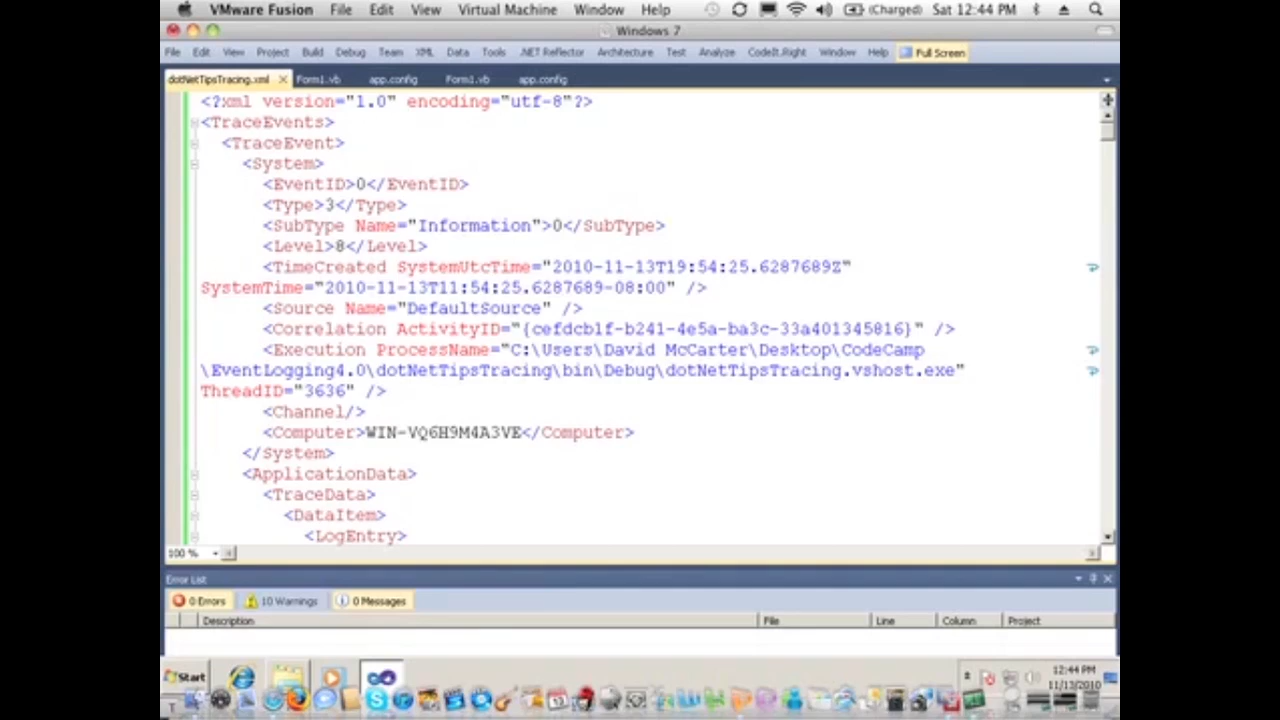 VMware Fusion File Edit View Virtual Machine Window Help (Charged) Sat 12:44 PM
Windows 7
File Edit View Project Build Debug Team XML Data Tools .NET Reflector Architecture Test Analyze CodeIt.Right Window Help Full Screen
dotNetTipsTracing.xml Form1.vb app.config Form1.vb app.config
<?xml version="1.0" encoding="utf-8"?>
<TraceEvents>
<TraceEvent>
<System>
<EventID>0</EventID>
<Type>3</Type>
<SubType Name="Information">0</SubType>
<Level>8</Level>
<TimeCreated SystemUtcTime="2010-11-13T19:54:25.6287689Z"
SystemTime="2010-11-13T11:54:25.6287689-08:00" />
<Source Name="DefaultSource" />
<Correlation ActivityID="{cefdcb1f-b241-4e5a-ba3c-33a401345816}" />
<Execution ProcessName="C:\Users\David McCarter\Desktop\CodeCamp
\EventLogging4.0\dotNetTipsTracing\bin\Debug\dotNetTipsTracing.vshost.exe"
ThreadID="3636" />
<Channel/>
<Computer>WIN-VQ6H9M4A3VE</Computer>
</System>
<ApplicationData>
<TraceData>
<DataItem>
<LogEntry>
100 %
Error List
0 Errors 10 Warnings 0 Messages
Description File Line Column Project
Start 12:44 PM
11/13/2010